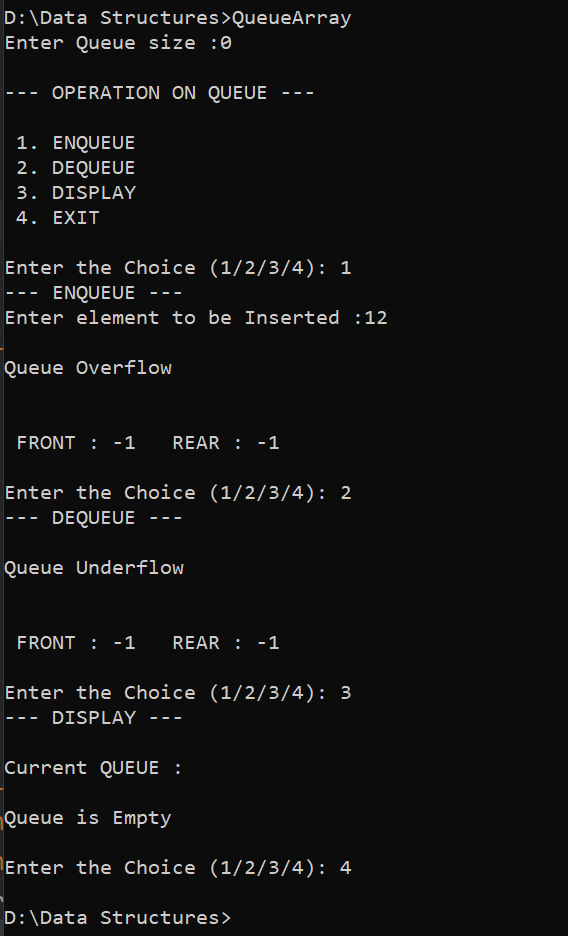 D:\Data Structures>QueueArray
Enter Queue size :0
--- OPERATION ON QUEUE ---
1. ENQUEUE
2. DEQUEUE
3. DISPLAY
4. EXIT
Enter the Choice (1/2/3/4): 1
--- ENQUEUE ---
Enter element to be Inserted :12
Queue Overflow
FRONT : -1   REAR : -1
Enter the Choice (1/2/3/4): 2
--- DEQUEUE ---
Queue Underflow
FRONT : -1   REAR : -1
Enter the Choice (1/2/3/4): 3
--- DISPLAY ---
Current QUEUE :
Queue is Empty
Enter the Choice (1/2/3/4): 4
D:\Data Structures>